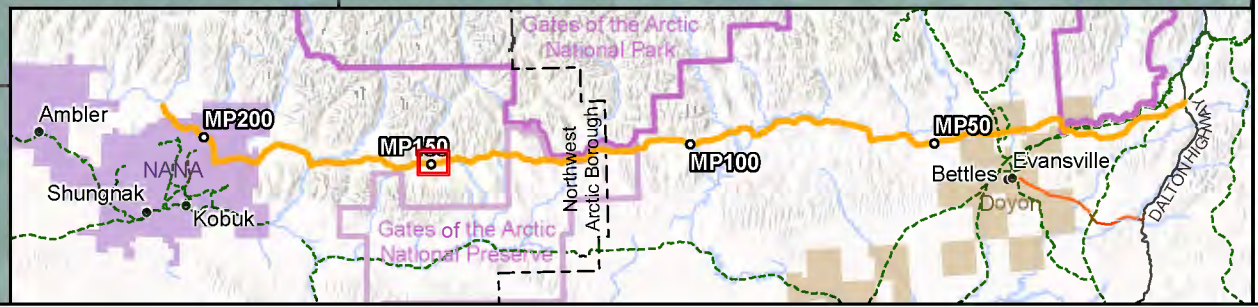 Gates of the Arctic
National Park
Ambler
MP200
MP150
MP100
MP50
NANA
Shungnak
Kobuk
Northwest
Arctic Borough
Gates of the Arctic
National Preserve
Evansville
Bettles
Doyon
DALTON HIGHWAY